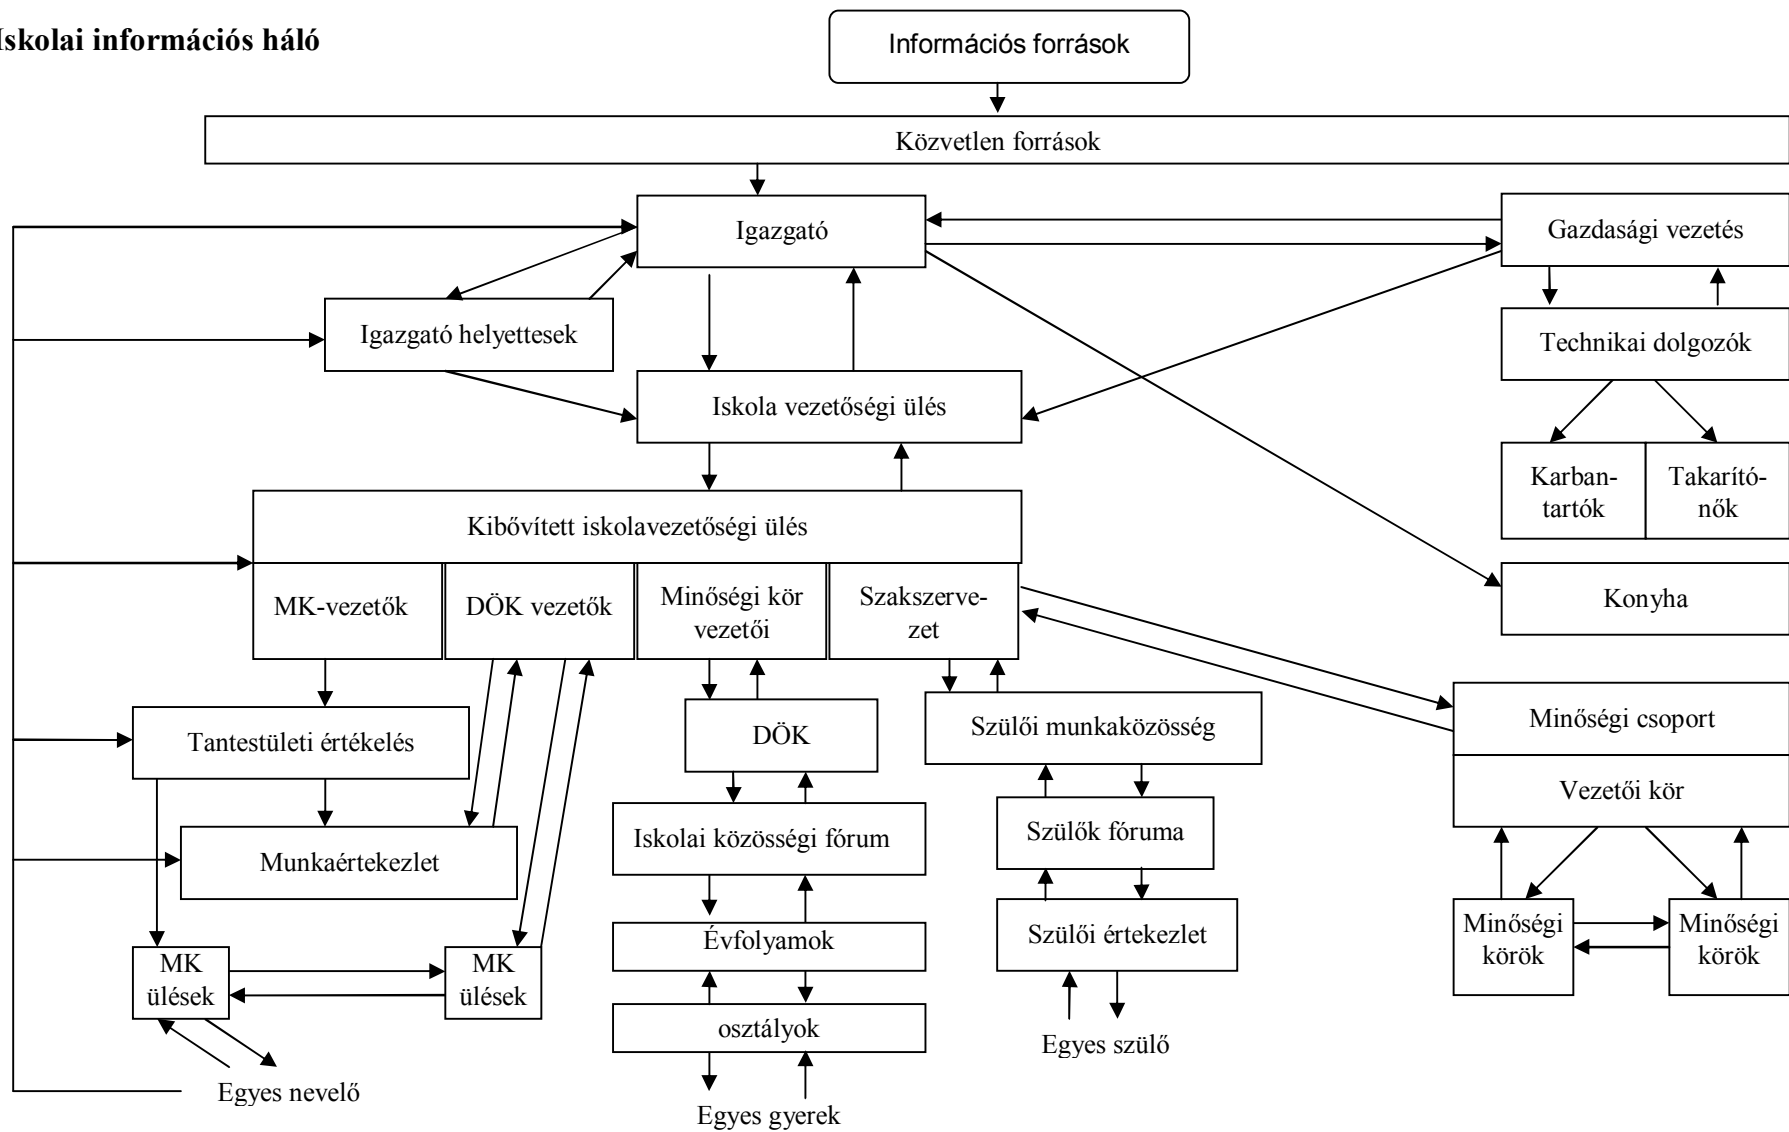 Iskolai információs háló
Információs források
Közvetlen források
Igazgató
Gazdasági vezetés
Igazgató helyettesek
Technikai dolgozók
Iskola vezetőségi ülés
Karban-
tartók
Takarító-
nők
Kibővített iskolavezetőségi ülés
Konyha
MK-vezetők
DÖK vezetők
Minőségi kör
vezetői
Szakszerve-
zet
Minőségi csoport
Vezetői kör
Tantestületi értékelés
DÖK
Szülői munkaközösség
Munkaértekezlet
Iskolai közösségi fórum
Szülők fóruma
Minőségi
körök
Minőségi
körök
MK
ülések
MK
ülések
Évfolyamok
Szülői értekezlet
osztályok
Egyes szülő
Egyes nevelő
Egyes gyerek